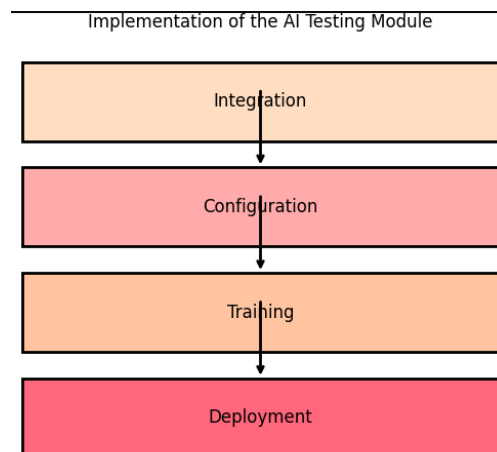 Implementation of the AI Testing Module
Integration
Configuration
Training
Deployment